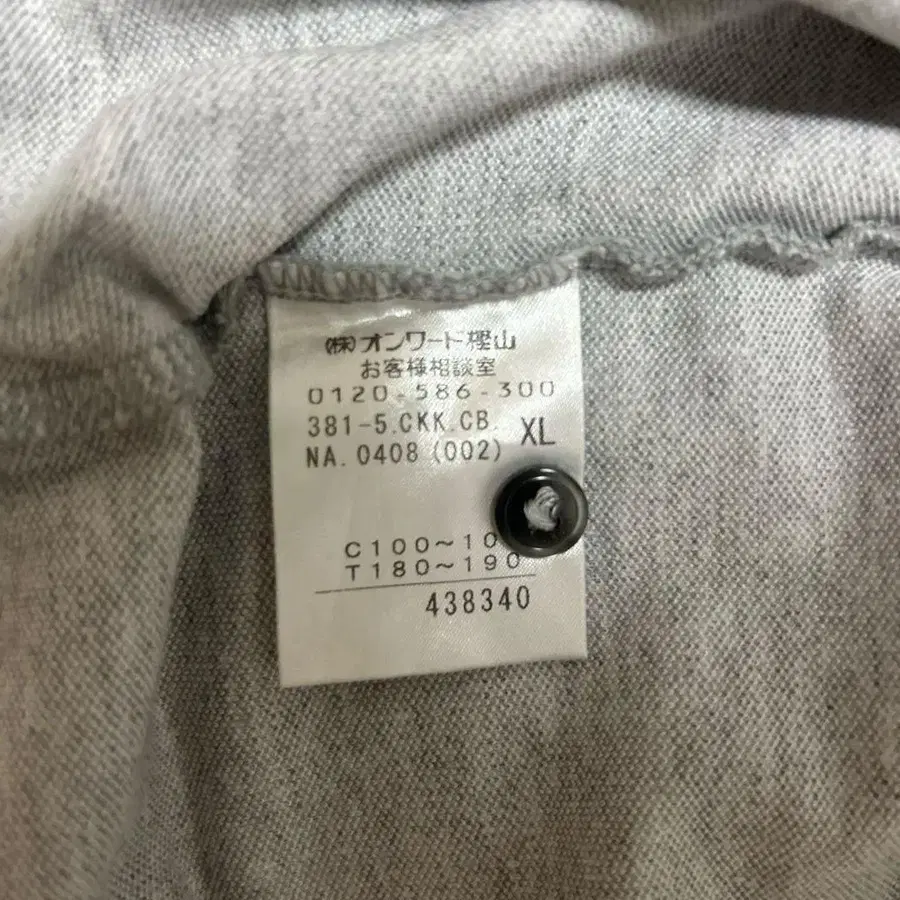 (株)オンワード樫山
お客様相談室
0120-586-300
381-5.CKK.CB.
XL
NA.0408(002)
C100~10
T180~190
438340